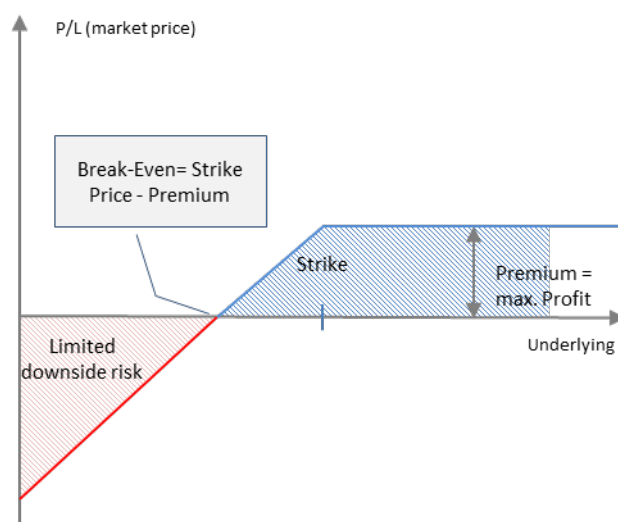 P/L (market price)
Break-Even= Strike
Price - Premium
Strike
Premium =
max. Profit
Underlying
Limited
downside risk